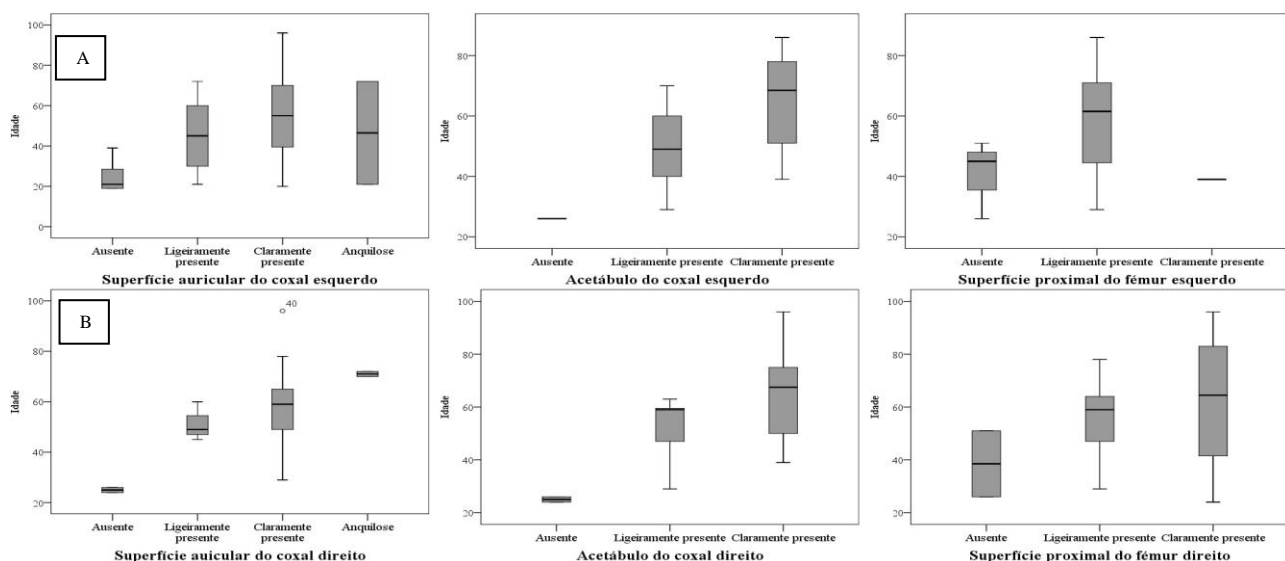 A
Idade
100
80
60
40
20
0
Ausente
Ligeiramente presente
Claramente presente
Anquilose
Superfície auricular do coxal esquerdo
Idade
80
60
40
20
Ausente
Ligeiramente presente
Claramente presente
Acetábulo do coxal esquerdo
Idade
80
60
40
20
Ausente
Ligeiramente presente
Claramente presente
Superfície proximal do fémur esquerdo
B
Idade
100
80
60
40
20
40
Ausente
Ligeiramente presente
Claramente presente
Anquilose
Superfície auicular do coxal direito
Idade
100
80
60
40
20
Ausente
Ligeiramente presente
Claramente presente
Acetábulo do coxal direito
Idade
100
80
60
40
20
Ausente
Ligeiramente presente
Claramente presente
Superfície proximal do fémur direito